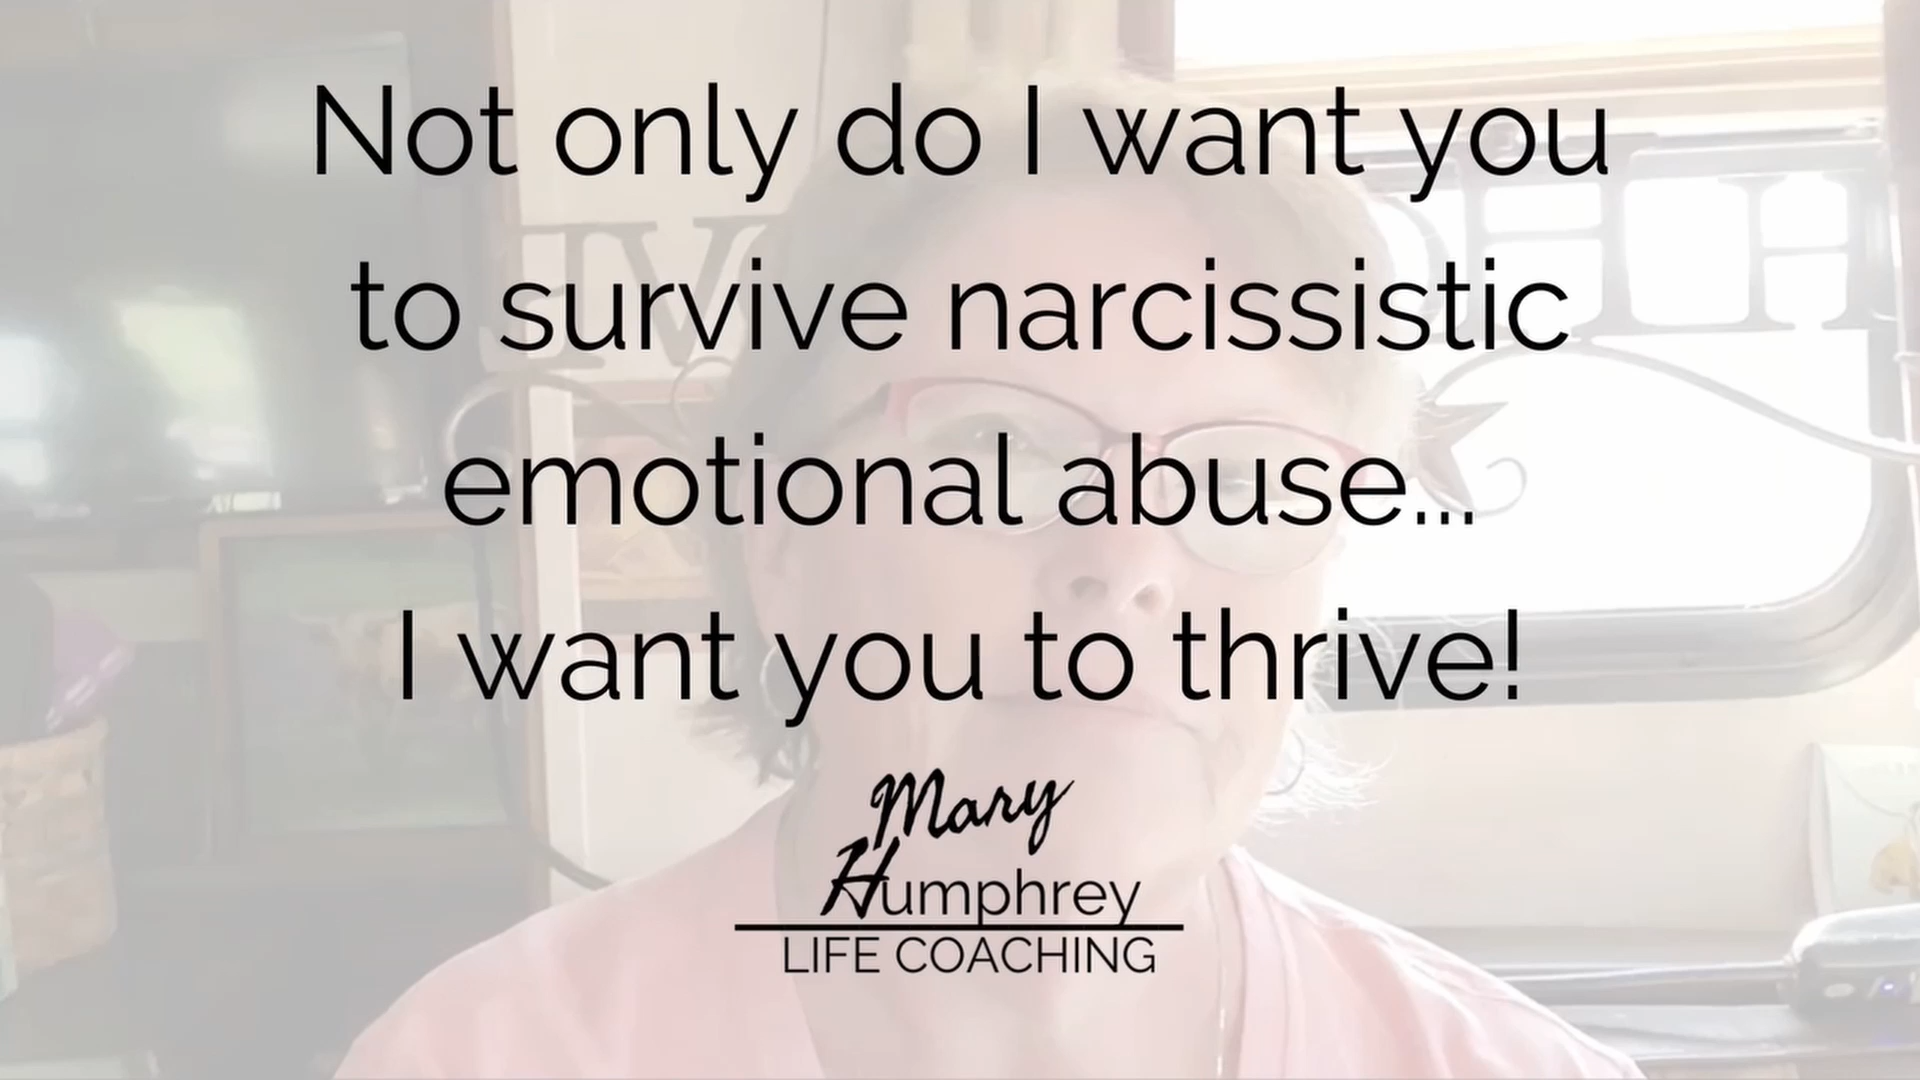 Not only do I want you
to survive narcissistic
emotional abuse...
I want you to thrive!
Mary
Humphrey
LIFE COACHING